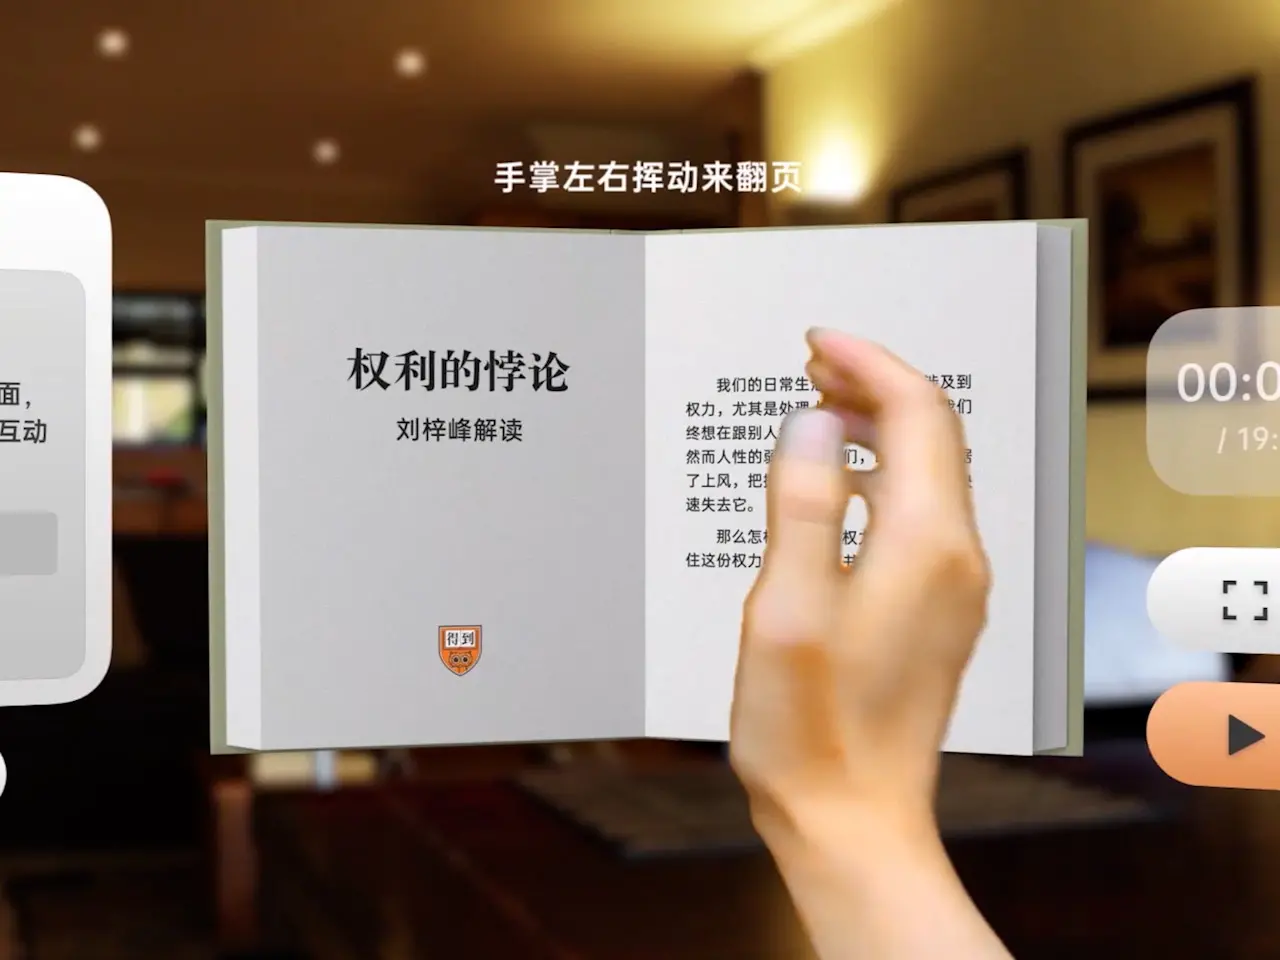 手掌左右挥动来翻页
面，
互动
权利的悖论
刘梓峰解读
得到
我们的日常生 涉及到
权力，尤其是处理 我们
终想在跟别人
然而人性的 们，
了上风，把
速失去它。
那么怎 权
住这份权力
00:0
/ 19: